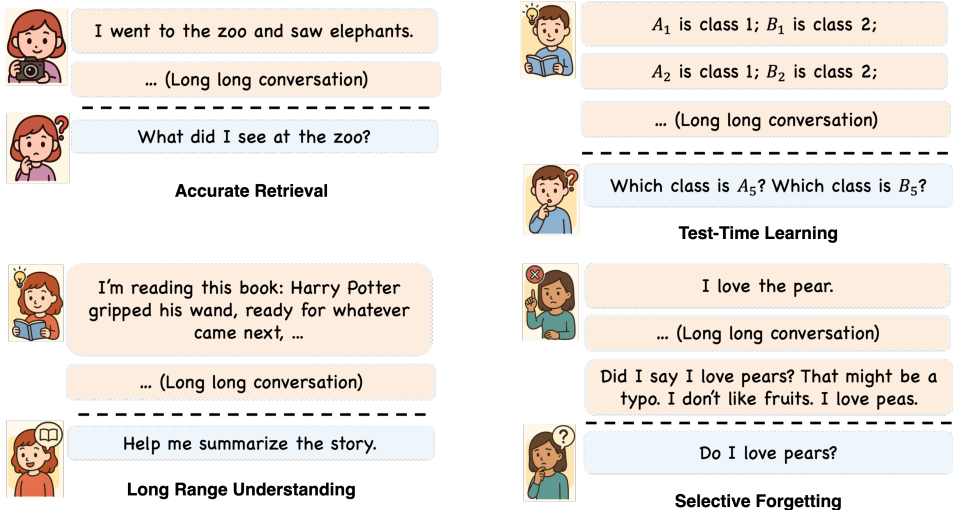 I went to the zoo and saw elephants.
... (Long long conversation)
What did I see at the zoo?
Accurate Retrieval
A₁ is class 1; B₁ is class 2;
A₂ is class 1; B₂ is class 2;
... (Long long conversation)
Which class is A₅? Which class is B₅?
Test-Time Learning
I'm reading this book: Harry Potter
gripped his wand, ready for whatever
came next, ...
... (Long long conversation)
Help me summarize the story.
Long Range Understanding
I love the pear.
... (Long long conversation)
Did I say I love pears? That might be a
typo. I don't like fruits. I love peas.
Do I love pears?
Selective Forgetting